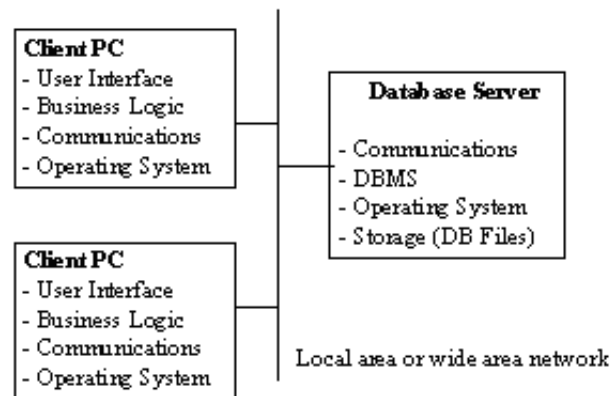 Client PC
- User Interface
- Business Logic
- Communications
- Operating System
Database Server
- Communications
- DBMS
- Operating System
- Storage (DB Files)
Client PC
- User Interface
- Business Logic
- Communications
- Operating System
Local area or wide area network